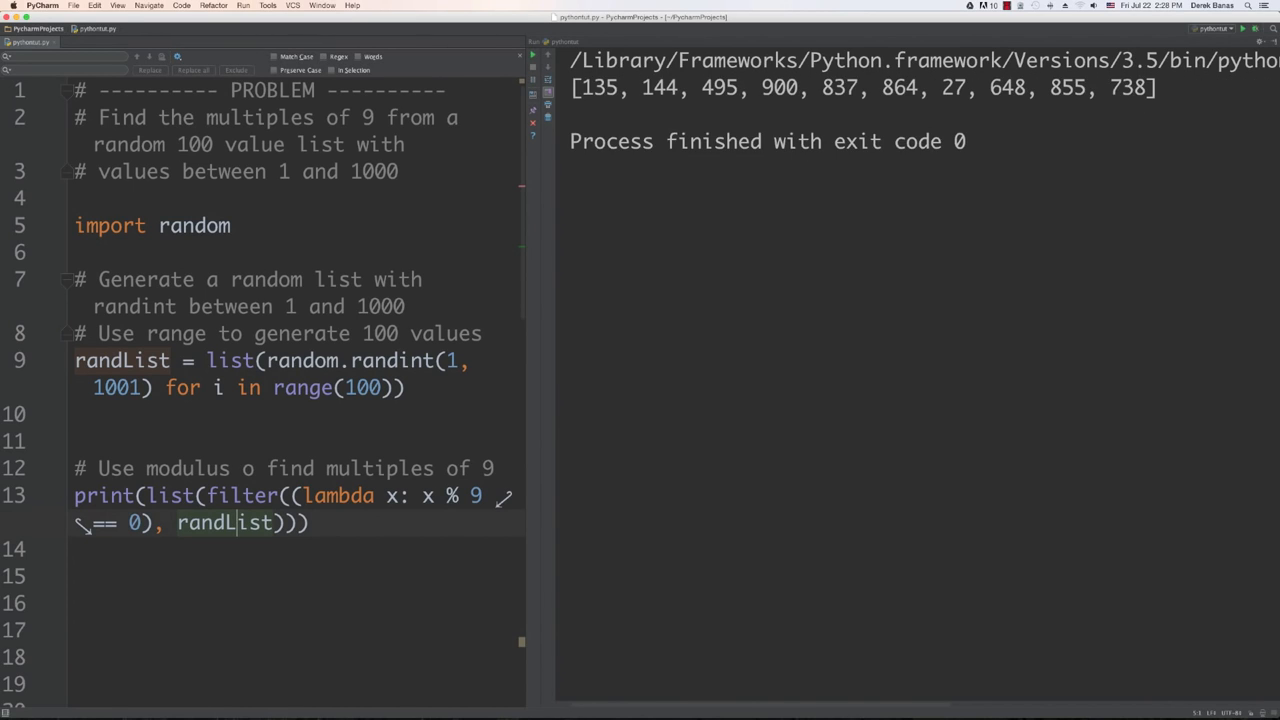 PyCharm File Edit View Navigate Code Refactor Run Tools VCS Window Help
10 Fri Jul 22 2:28 PM Derek Banas
pythontut.py - PycharmProjects - [~/PycharmProjects]
PycharmProjects pythontut.py
pythontut
pythontut.py
Run pythontut
Match Case Regex Words
Replace Replace all Exclude Preserve Case In Selection
1 # ---------- PROBLEM ----------
2 # Find the multiples of 9 from a
random 100 value list with
3 # values between 1 and 1000
4
5 import random
6
7 # Generate a random list with
randint between 1 and 1000
8 # Use range to generate 100 values
9 randList = list(random.randint(1,
1001) for i in range(100))
10
11
12 # Use modulus o find multiples of 9
13 print(list(filter((lambda x: x % 9
== 0), randList)))
14
15
16
17
18
19
/Library/Frameworks/Python.framework/Versions/3.5/bin/pytho
[135, 144, 495, 900, 837, 864, 27, 648, 855, 738]
Process finished with exit code 0
5:1 LF UTF-8